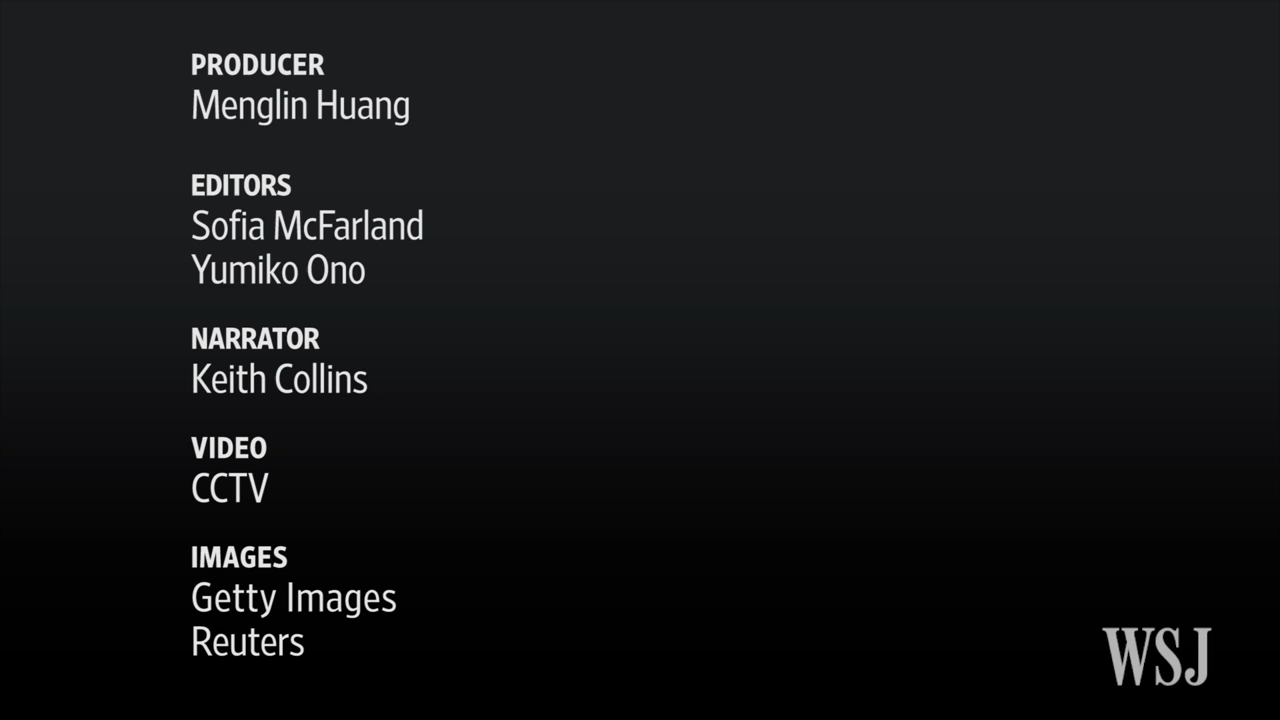 PRODUCER
Menglin Huang
EDITORS
Sofia McFarland
Yumiko Ono
NARRATOR
Keith Collins
VIDEO
CCTV
IMAGES
Getty Images
Reuters
WSJ